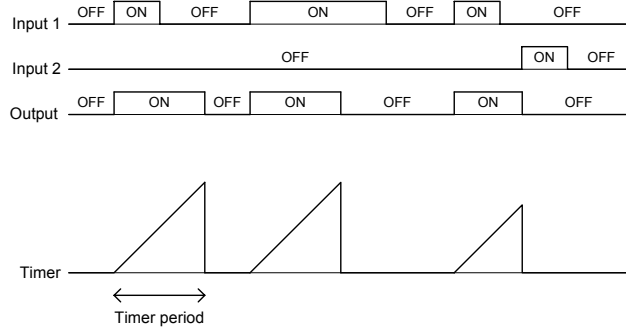 Input 1 OFF ON OFF ON OFF ON OFF
Input 2 OFF ON OFF
Output OFF ON OFF ON OFF ON OFF
Timer
Timer period